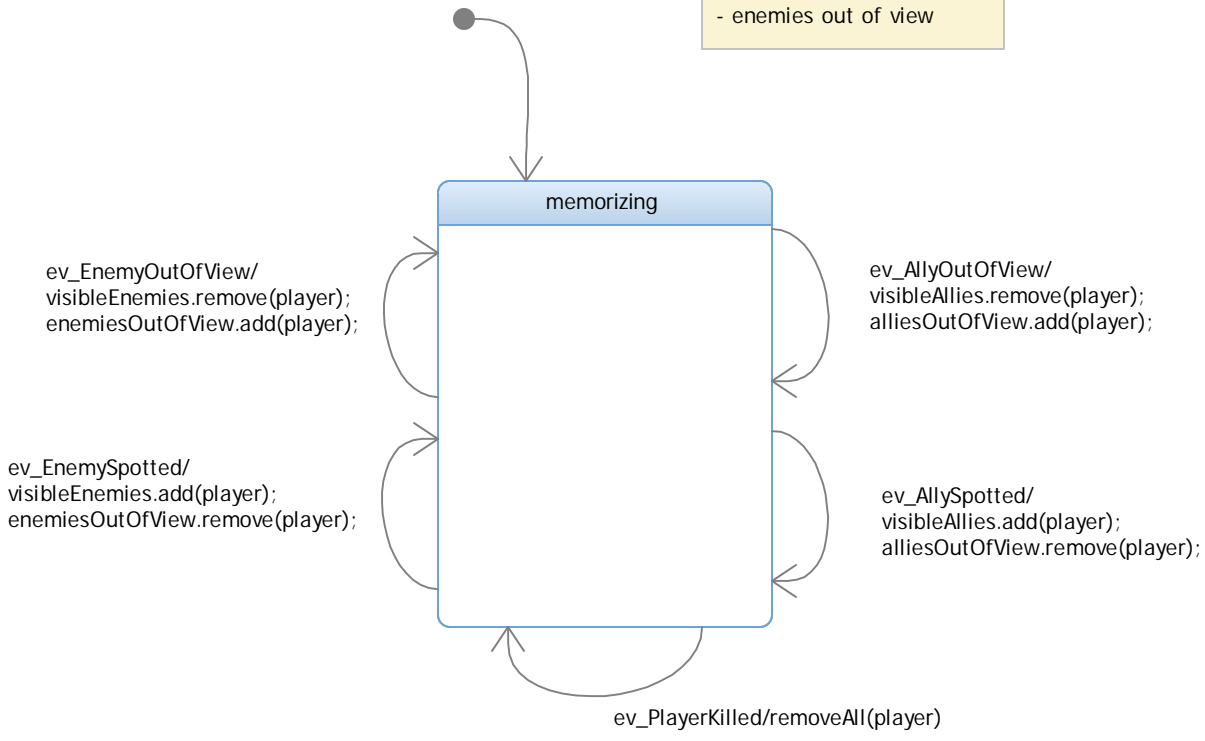 - enemies out of view
memorizing
ev_EnemyOutOfView/
visibleEnemies.remove(player);
enemiesOutOfView.add(player);
ev_AllyOutOfView/
visibleAllies.remove(player);
alliesOutOfView.add(player);
ev_EnemySpotted/
visibleEnemies.add(player);
enemiesOutOfView.remove(player);
ev_AllySpotted/
visibleAllies.add(player);
alliesOutOfView.remove(player);
ev_PlayerKilled/removeAll(player)